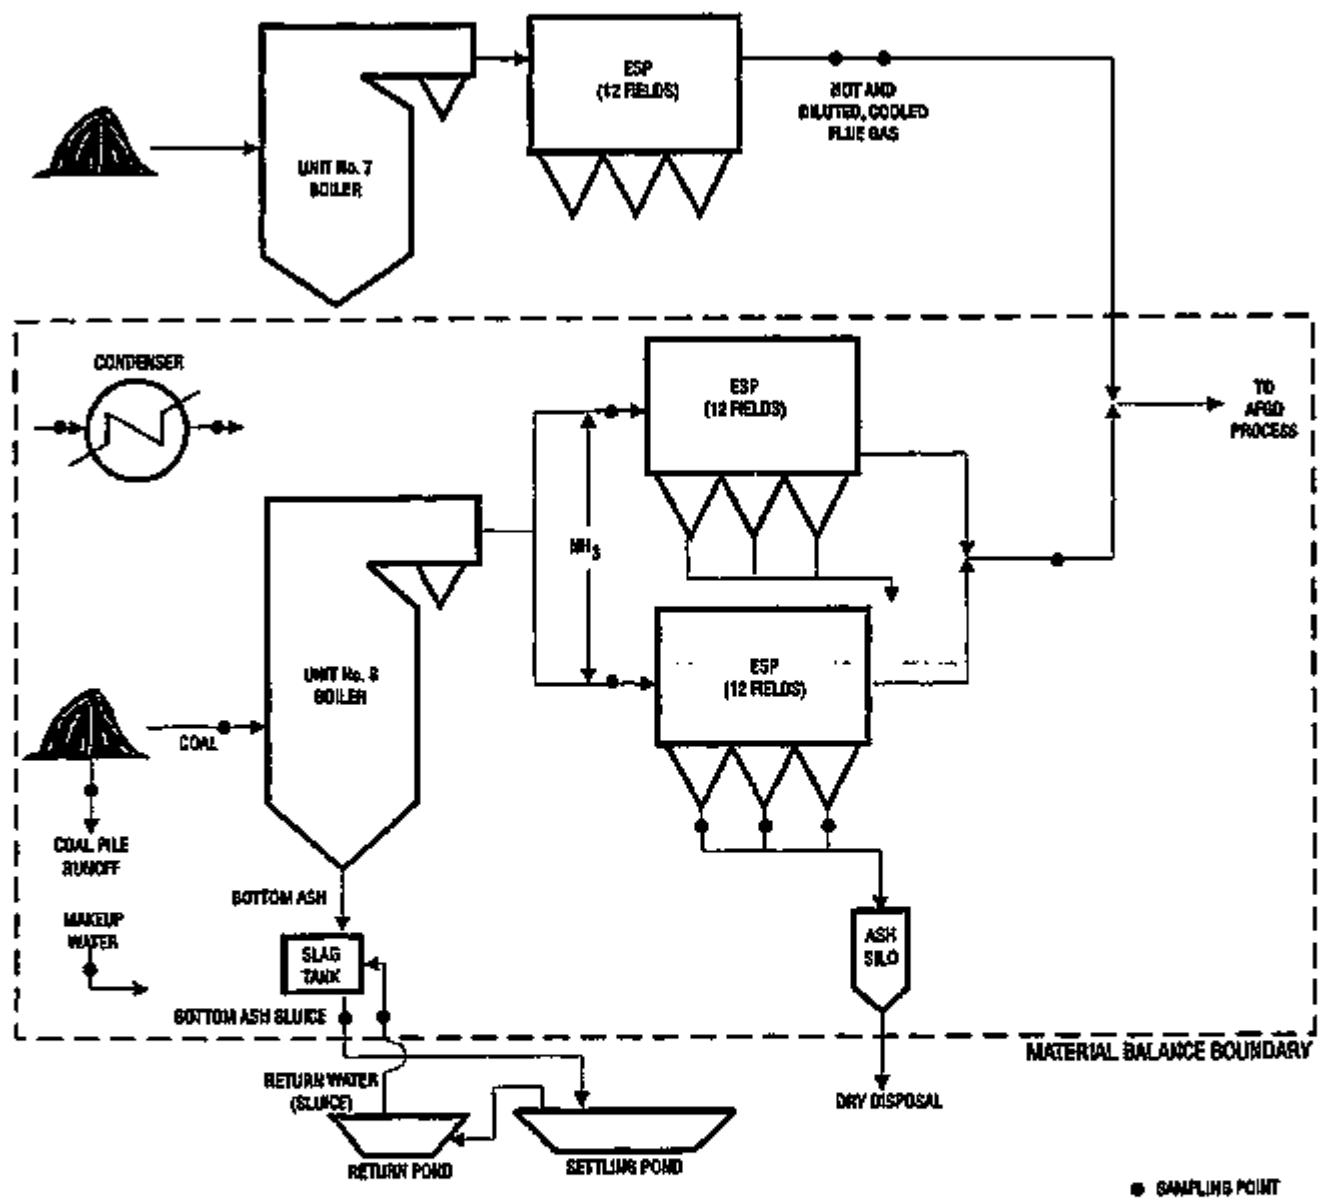 ESP
(12 FIELDS)
HOT AND
DILUTED, COOLED
FLUE GAS
UNIT No. 7
BOILER
CONDENSER
ESP
(12 FIELDS)
TO
AFGD
PROCESS
NH3
UNIT No. 8
BOILER
ESP
(12 FIELDS)
COAL
COAL PILE
RUNOFF
BOTTOM ASH
MAKEUP
WATER
SLAG
TANK
ASH
SILO
BOTTOM ASH SLUICE
MATERIAL BALANCE BOUNDARY
RETURN WATER
(SLUICE)
DRY DISPOSAL
RETURN POND
SETTLING POND
SAMPLING POINT